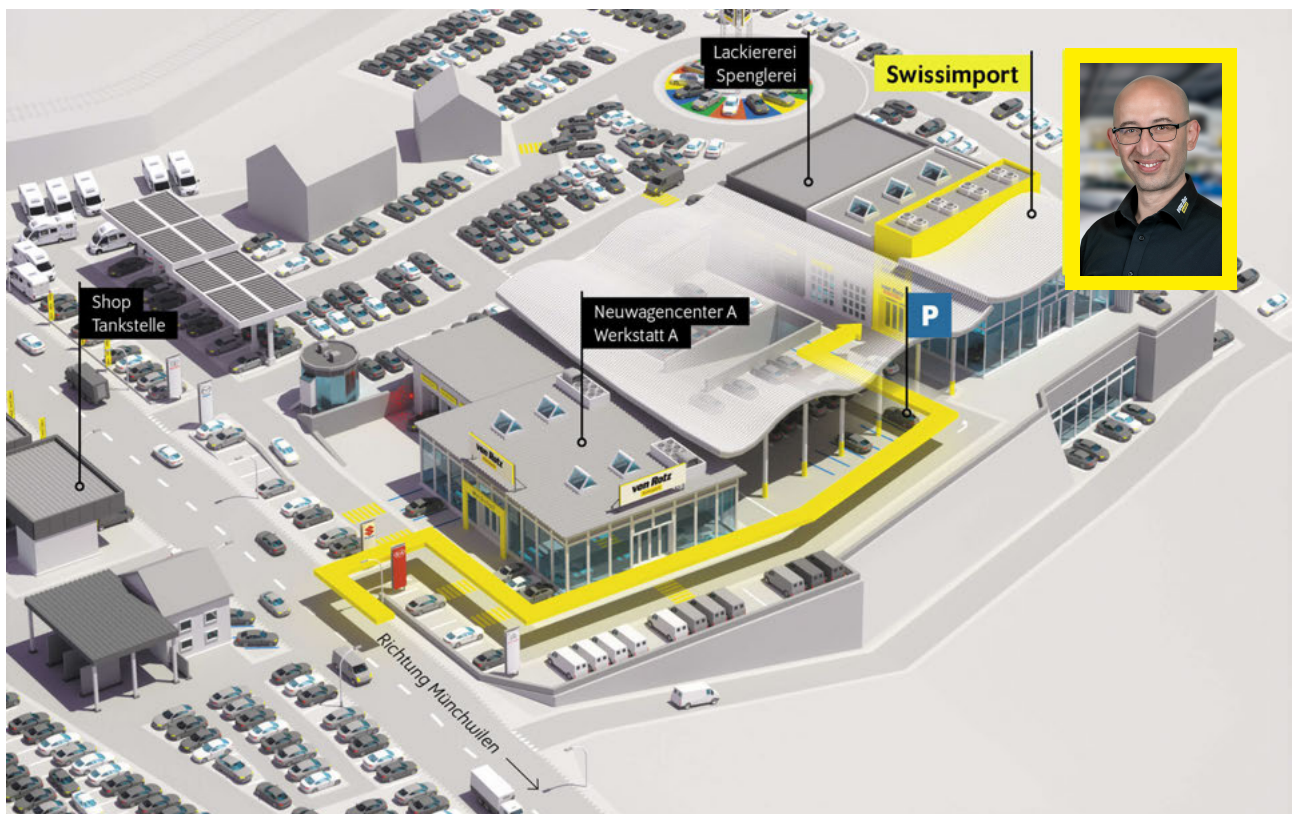 Lackiererei
Spenglerei
Swissimport
Shop
Tankstelle
Neuwagencenter A
Werkstatt A
P
von Rotz
von Rotz
Richtung Münchwilen